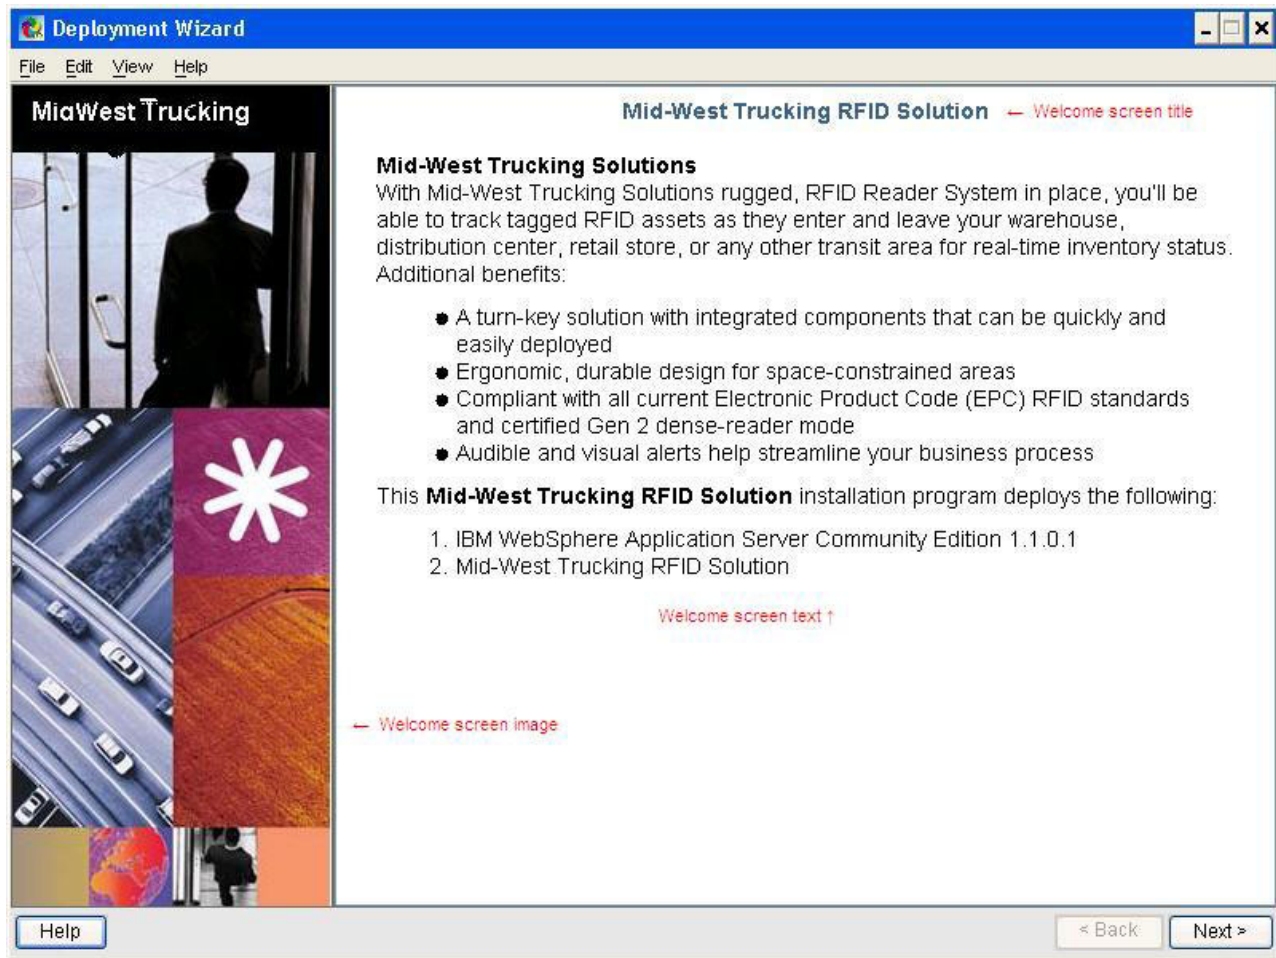 Deployment Wizard
File Edit View Help
MidWest Trucking
Mid-West Trucking RFID Solution ← Welcome screen title
Mid-West Trucking Solutions
With Mid-West Trucking Solutions rugged, RFID Reader System in place, you'll be
able to track tagged RFID assets as they enter and leave your warehouse,
distribution center, retail store, or any other transit area for real-time inventory status.
Additional benefits:
● A turn-key solution with integrated components that can be quickly and
easily deployed
● Ergonomic, durable design for space-constrained areas
● Compliant with all current Electronic Product Code (EPC) RFID standards
and certified Gen 2 dense-reader mode
● Audible and visual alerts help streamline your business process
This Mid-West Trucking RFID Solution installation program deploys the following:
1. IBM WebSphere Application Server Community Edition 1.1.0.1
2. Mid-West Trucking RFID Solution
Welcome screen text ↑
← Welcome screen image
Help < Back Next >